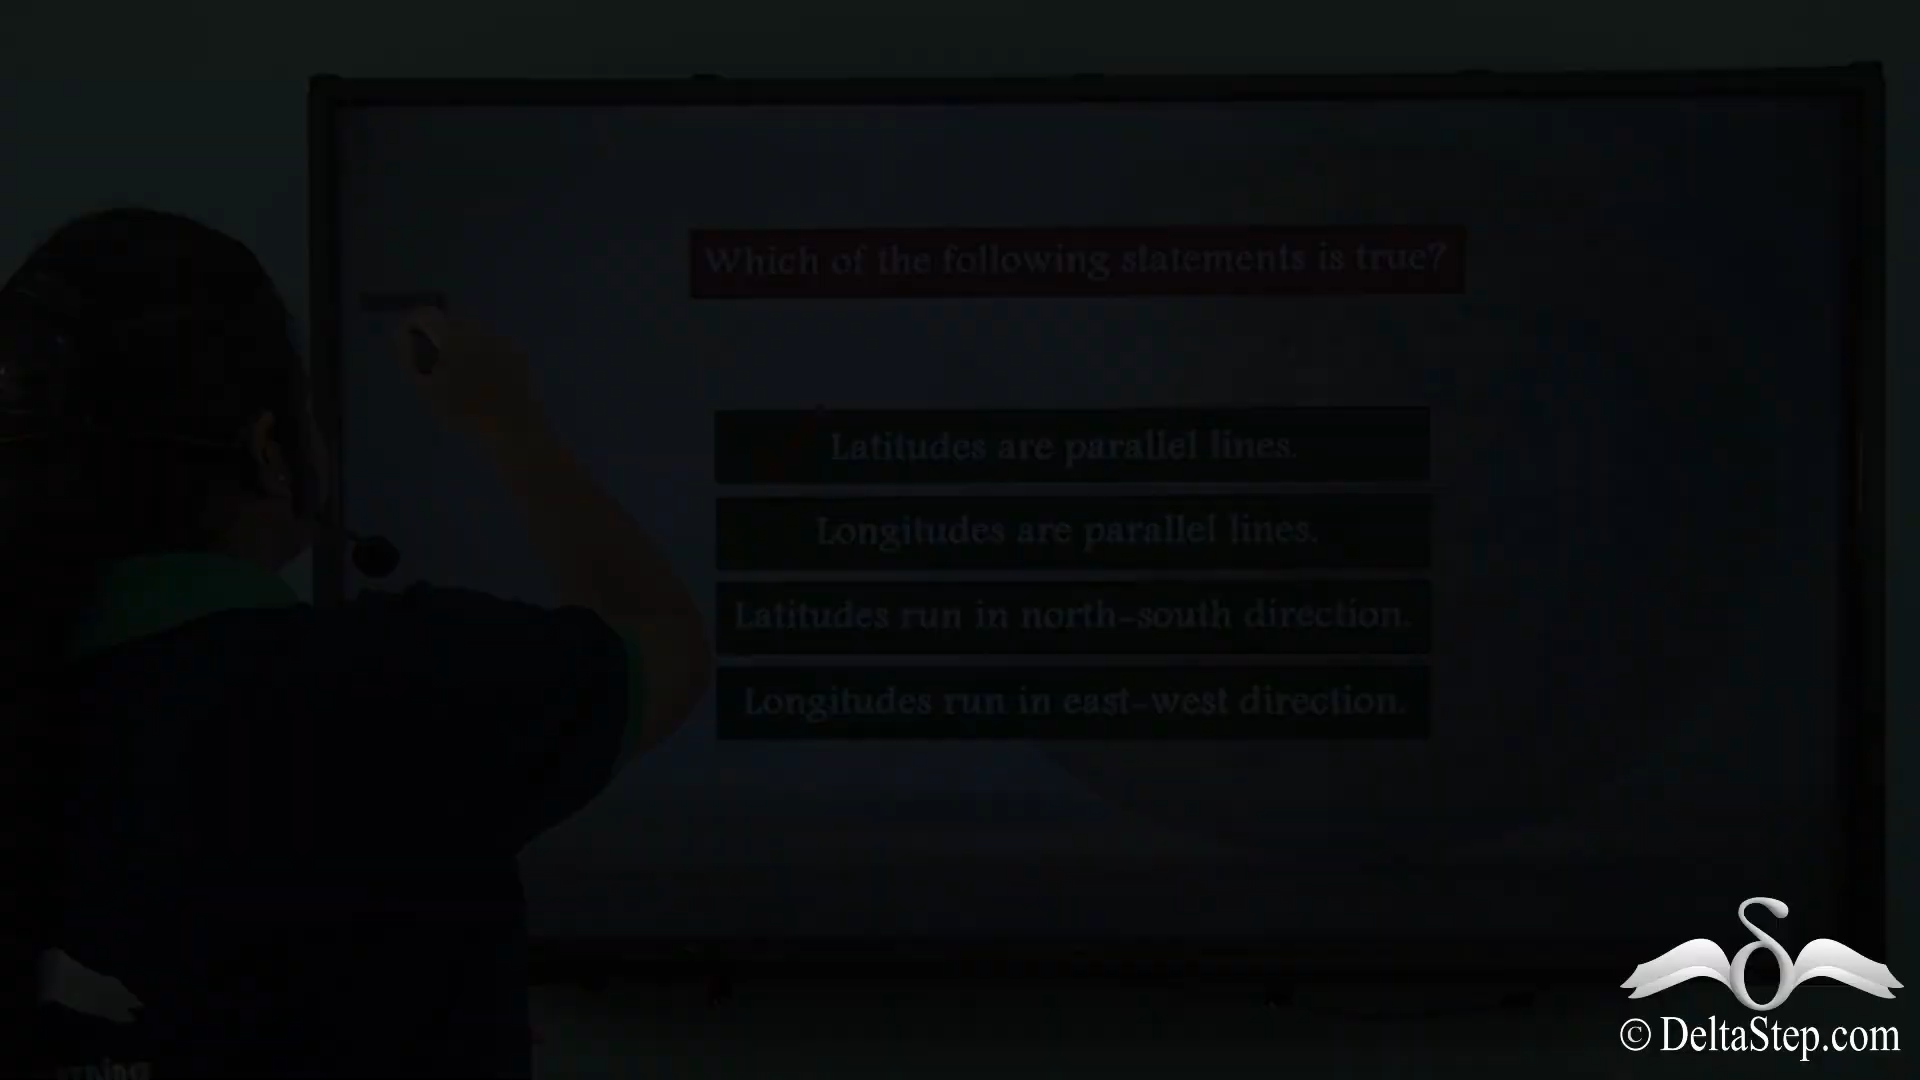 Which of the following statements is true?
Latitudes are parallel lines.
Longitudes are parallel lines.
Latitudes run in north-south direction.
Longitudes run in east-west direction.
© DeltaStep.com